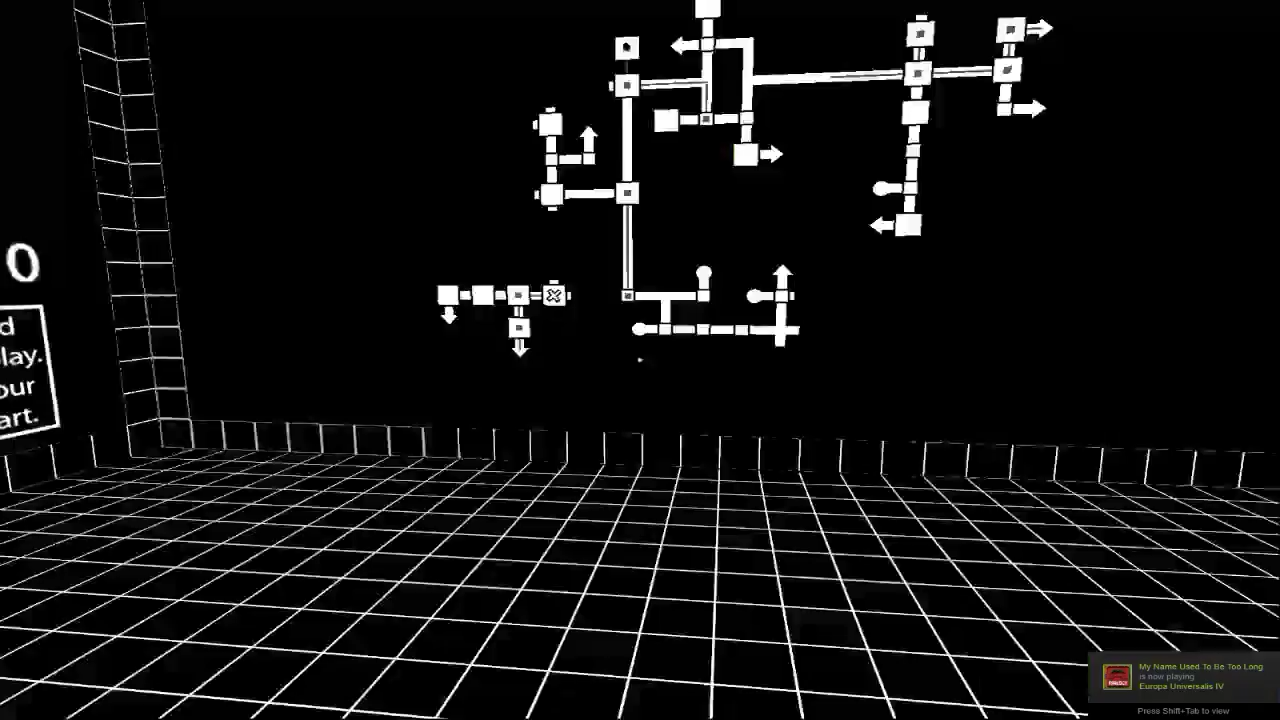 0
d
lay.
our
art.
My Name Used To Be Too Long
is now playing
Europa Universalis IV
Press Shift+Tab to view